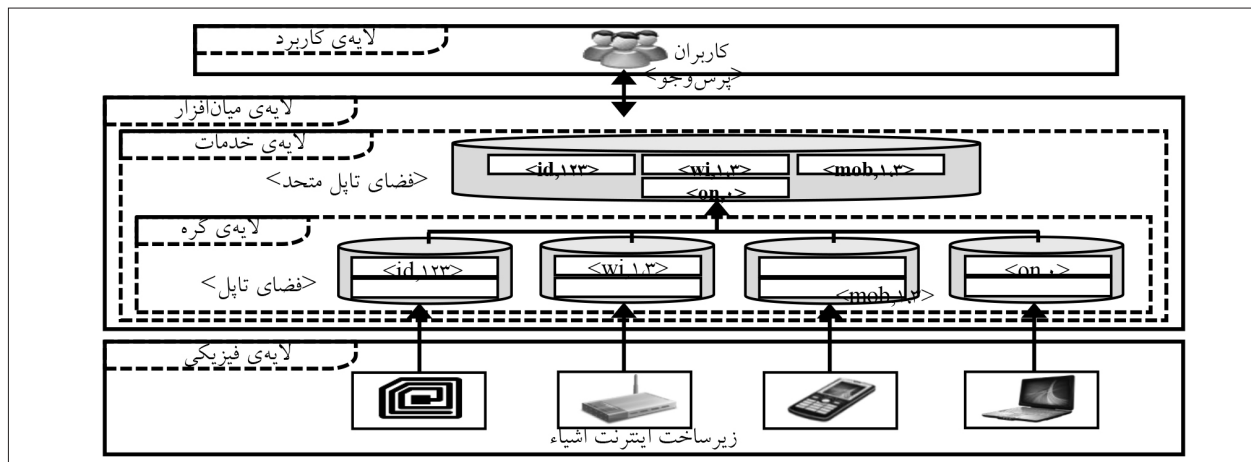 لایه‌ی کاربرد
کاربران
<پرس‌وجو>
لایه‌ی میان‌افزار
لایه‌ی خدمات
<id,۱۲۳>
<wi,۱.۳>
<mob,۱.۳>
<on,۰>
<فضای تاپل متحد>
لایه‌ی گره
<id,۱۲۳>
<wi,۱.۳>
<mob,۱.۳>
<on,۰>
<فضای تاپل>
لایه‌ی فیزیکی
زیرساخت اینترنت اشیاء